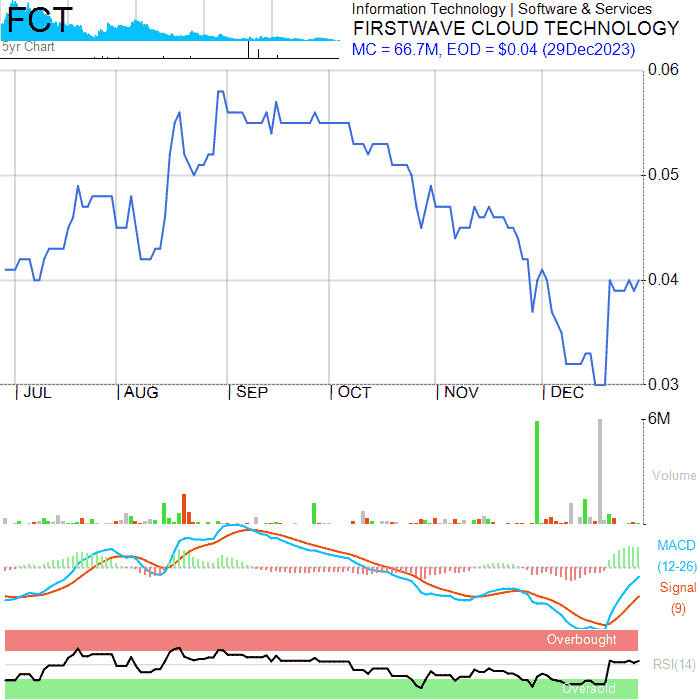 FCT
5yr Chart
Information Technology | Software & Services
FIRSTWAVE CLOUD TECHNOLOGY
MC = 66.7M, EOD = $0.04 (29Dec2023)
0.06
0.05
0.04
0.03
JUL AUG SEP OCT NOV DEC
6M
Volume
MACD
(12-26)
Signal
(9)
Overbought
RSI(14)
Oversold